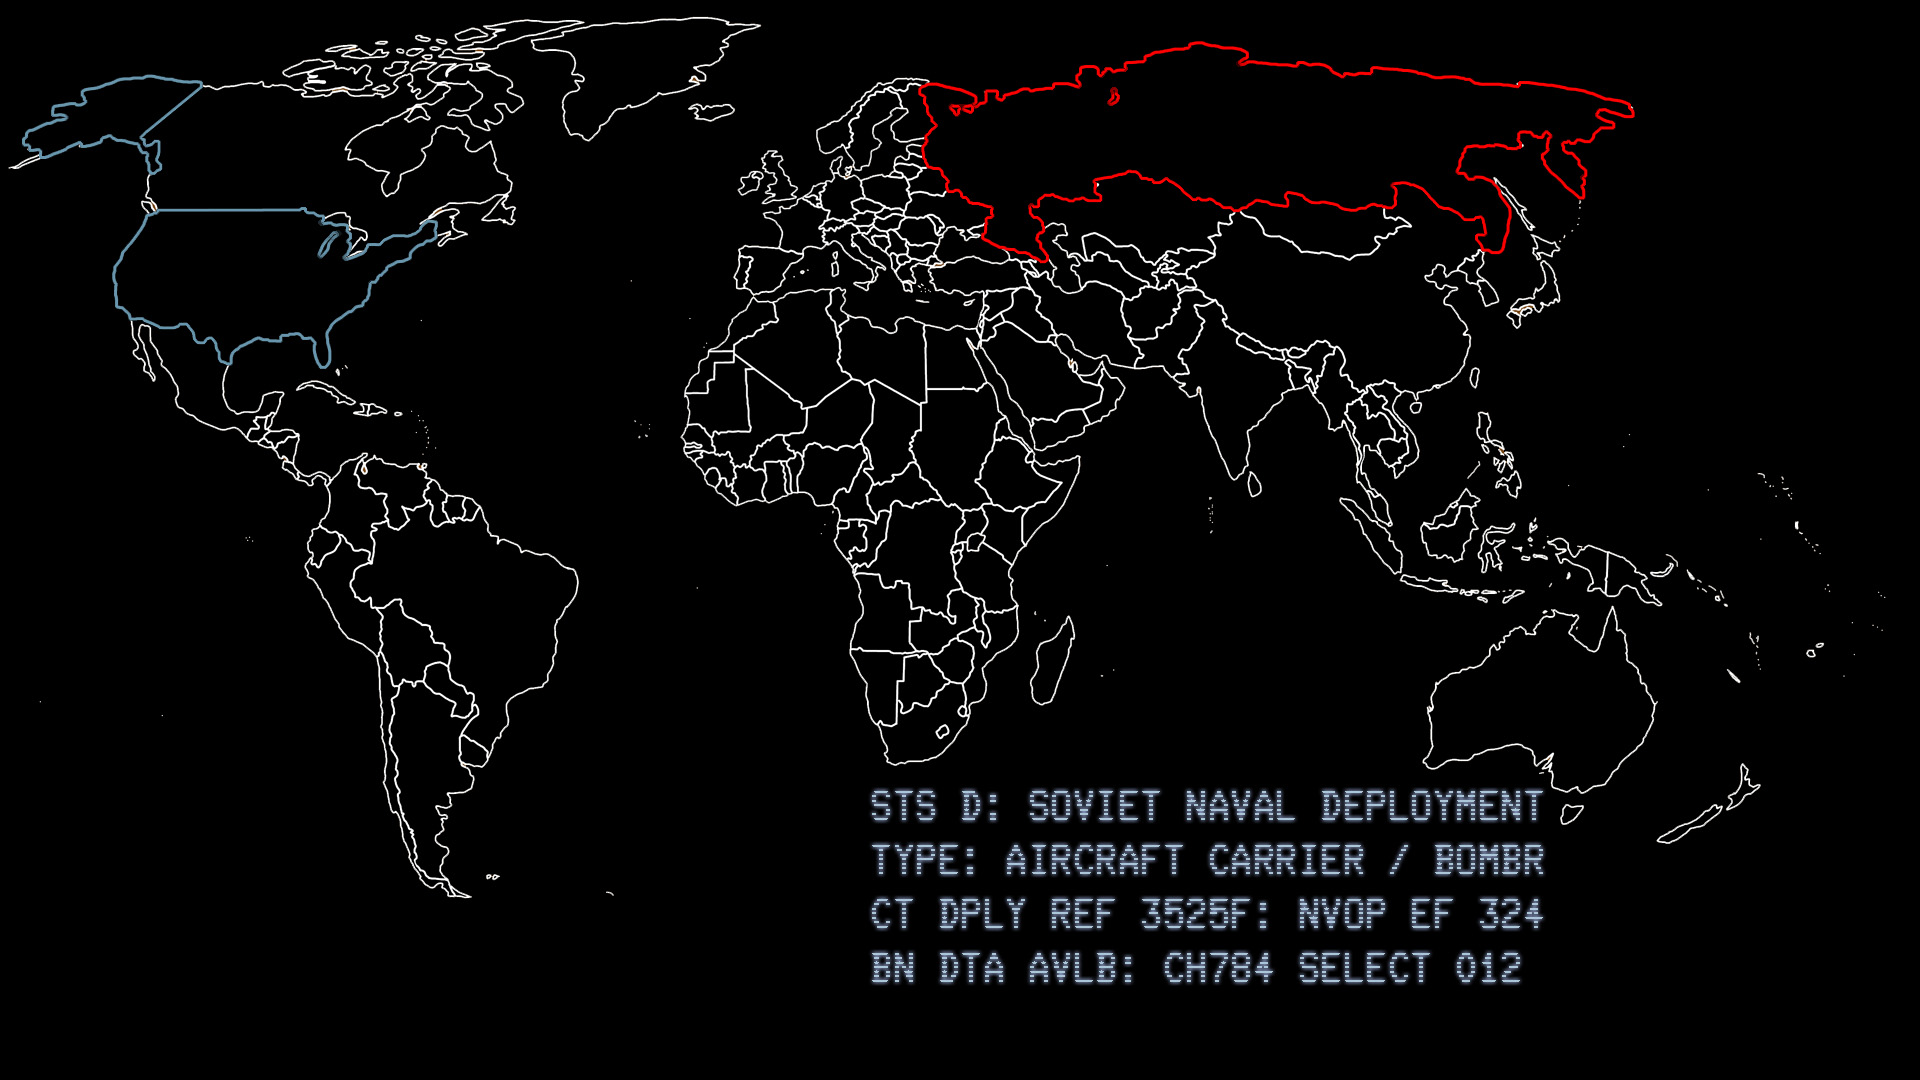 STS D: SOVIET NAVAL DEPLOYMENT
TYPE: AIRCRAFT CARRIER / BOMBR
CT DPLY REF 3525F: NVOP EF 324
BN DTA AVLB: CH784 SELECT 012